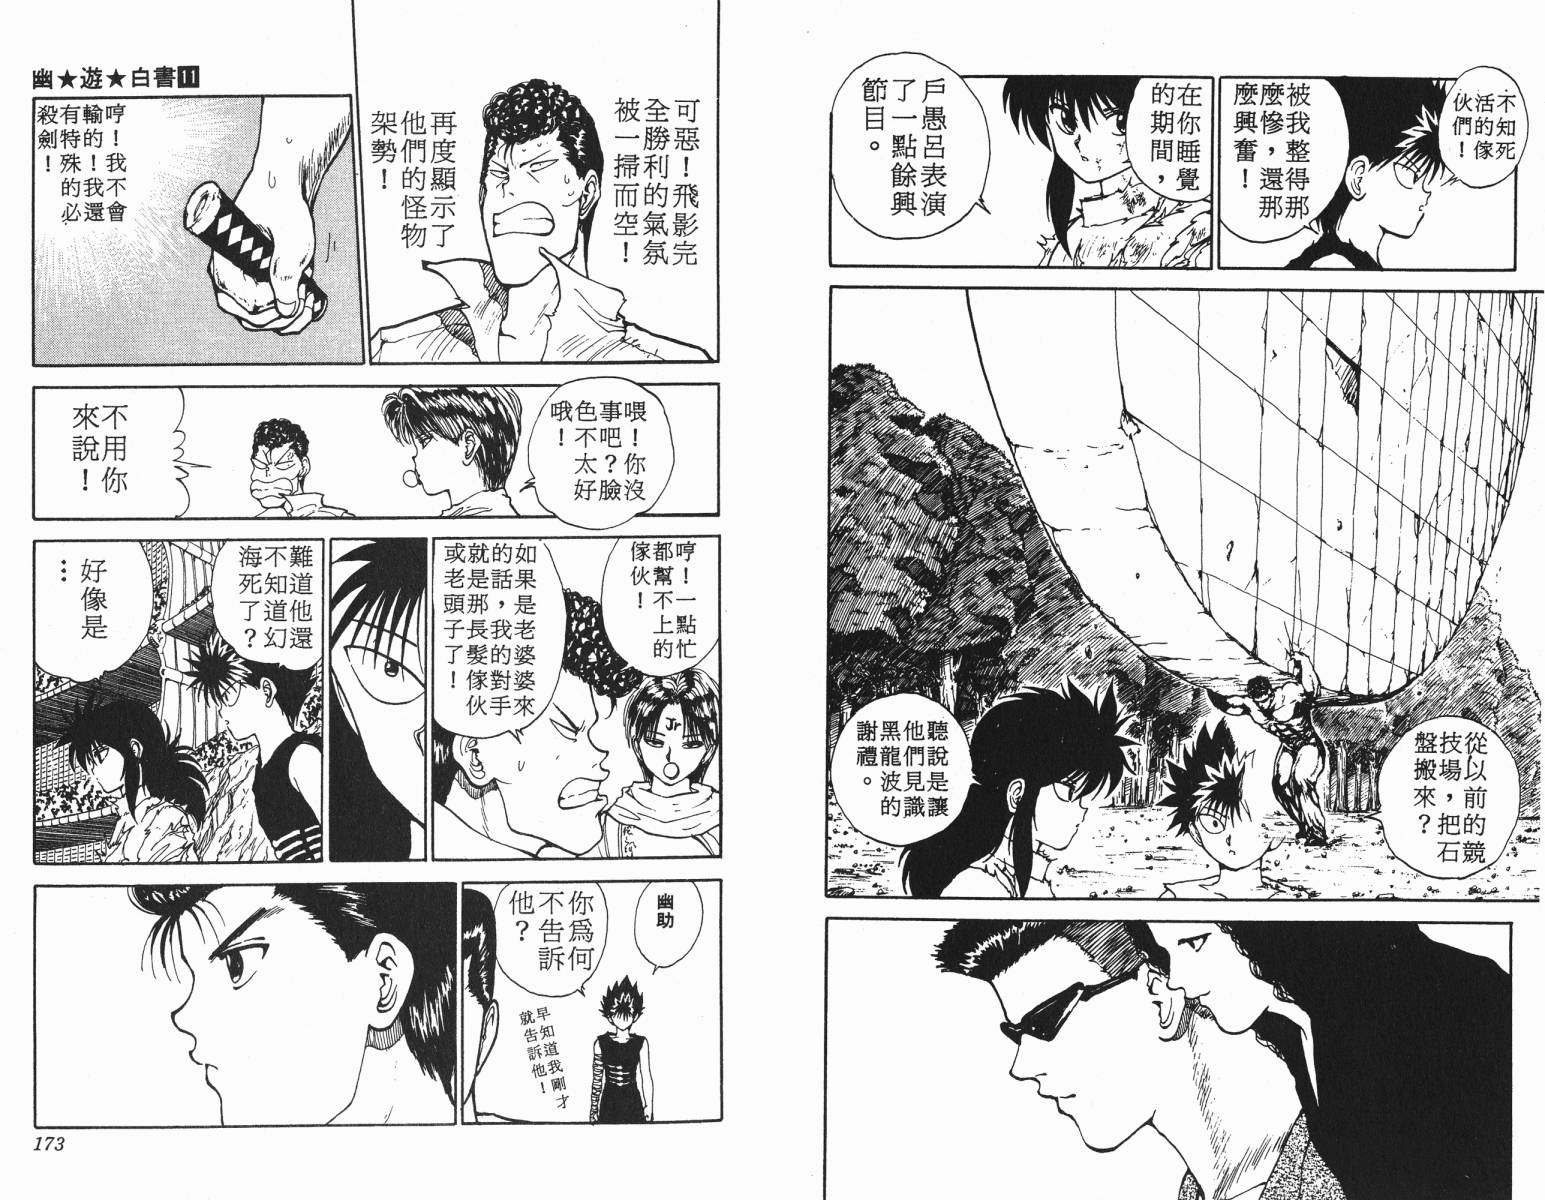 不知死
活的傢
伙們!
被我整得那
麼慘,還那
麼興奮!
在你睡覺
的期間,
戶愚呂表演
了一點餘興
節目。
從以前的競
技場,把石
盤搬來?
聽說是讓
他們見識
黑龍波的
謝禮。
幽★遊★白書11
可惡!飛影完
全勝利的氣氛
被一掃而空!
再度顯示了
他們的怪物
架勢!
哼!我不會
輸的!我還
有特殊的必
殺劍!
喂!你沒
事吧?臉
色不太好
哦!
不用你
來說!
哼!一點忙
都幫不上的
傢伙!
Jr
如果是老婆婆來
的話,我的對手
就是那長髮傢伙
或老頭子了!
難道他還
不知道幻
海死了?
好像是
…
幽助
你為何
不告訴
他?
早知道我剛才
就告訴他!
173